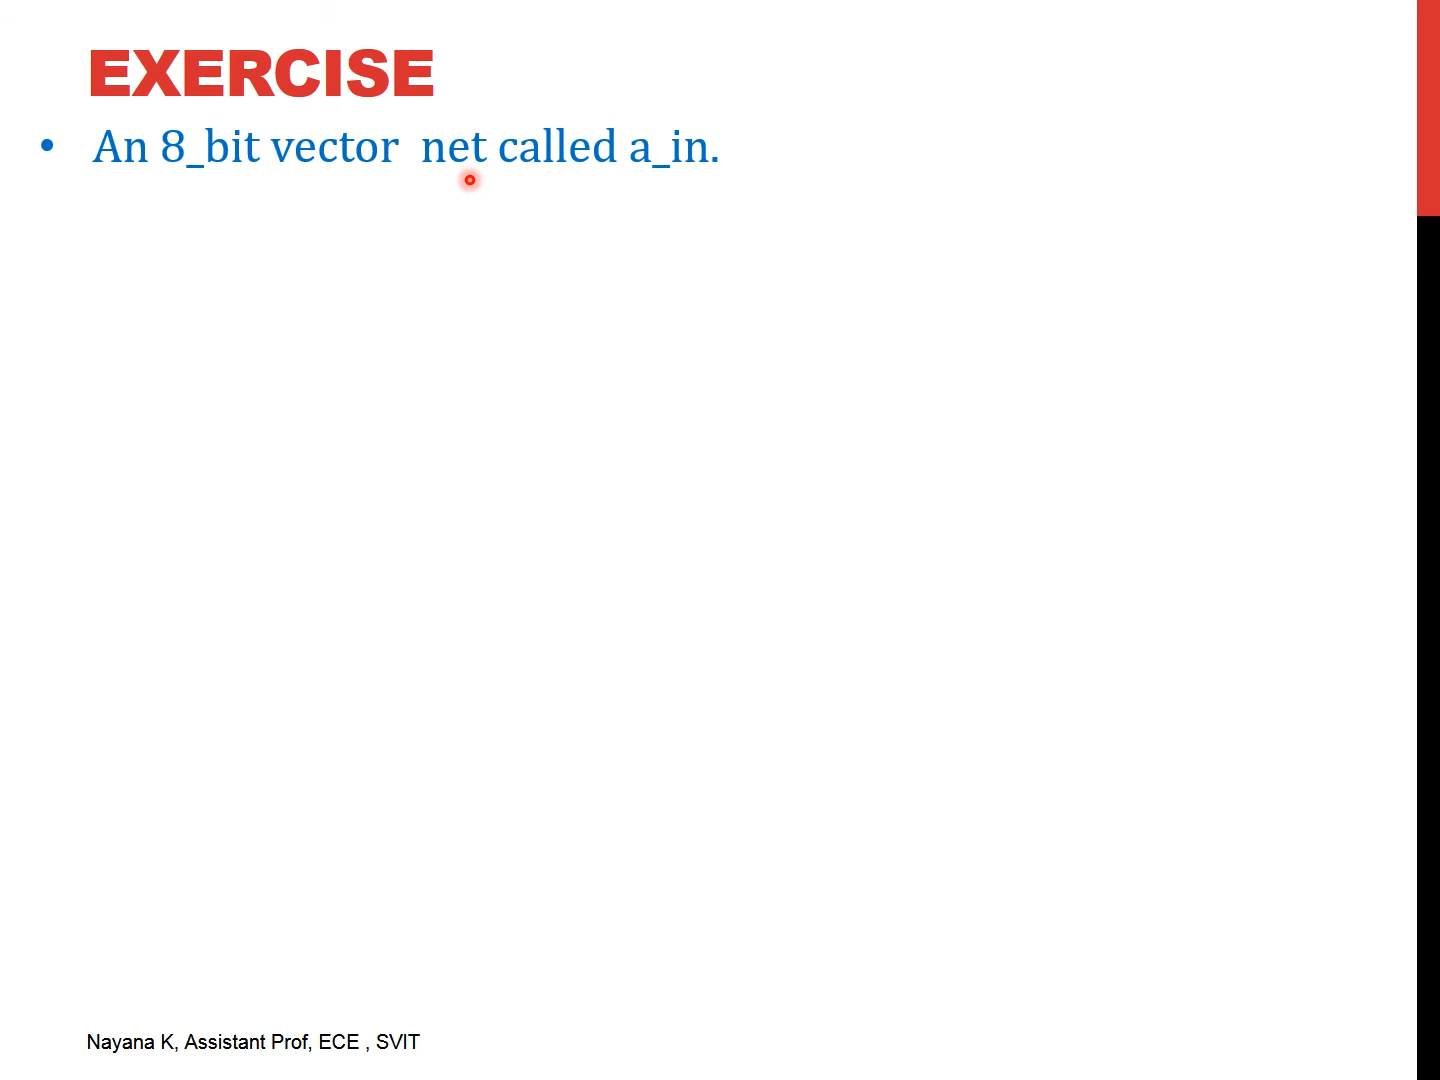 EXERCISE
• An 8_bit vector  net called a_in.
Nayana K, Assistant Prof, ECE , SVIT